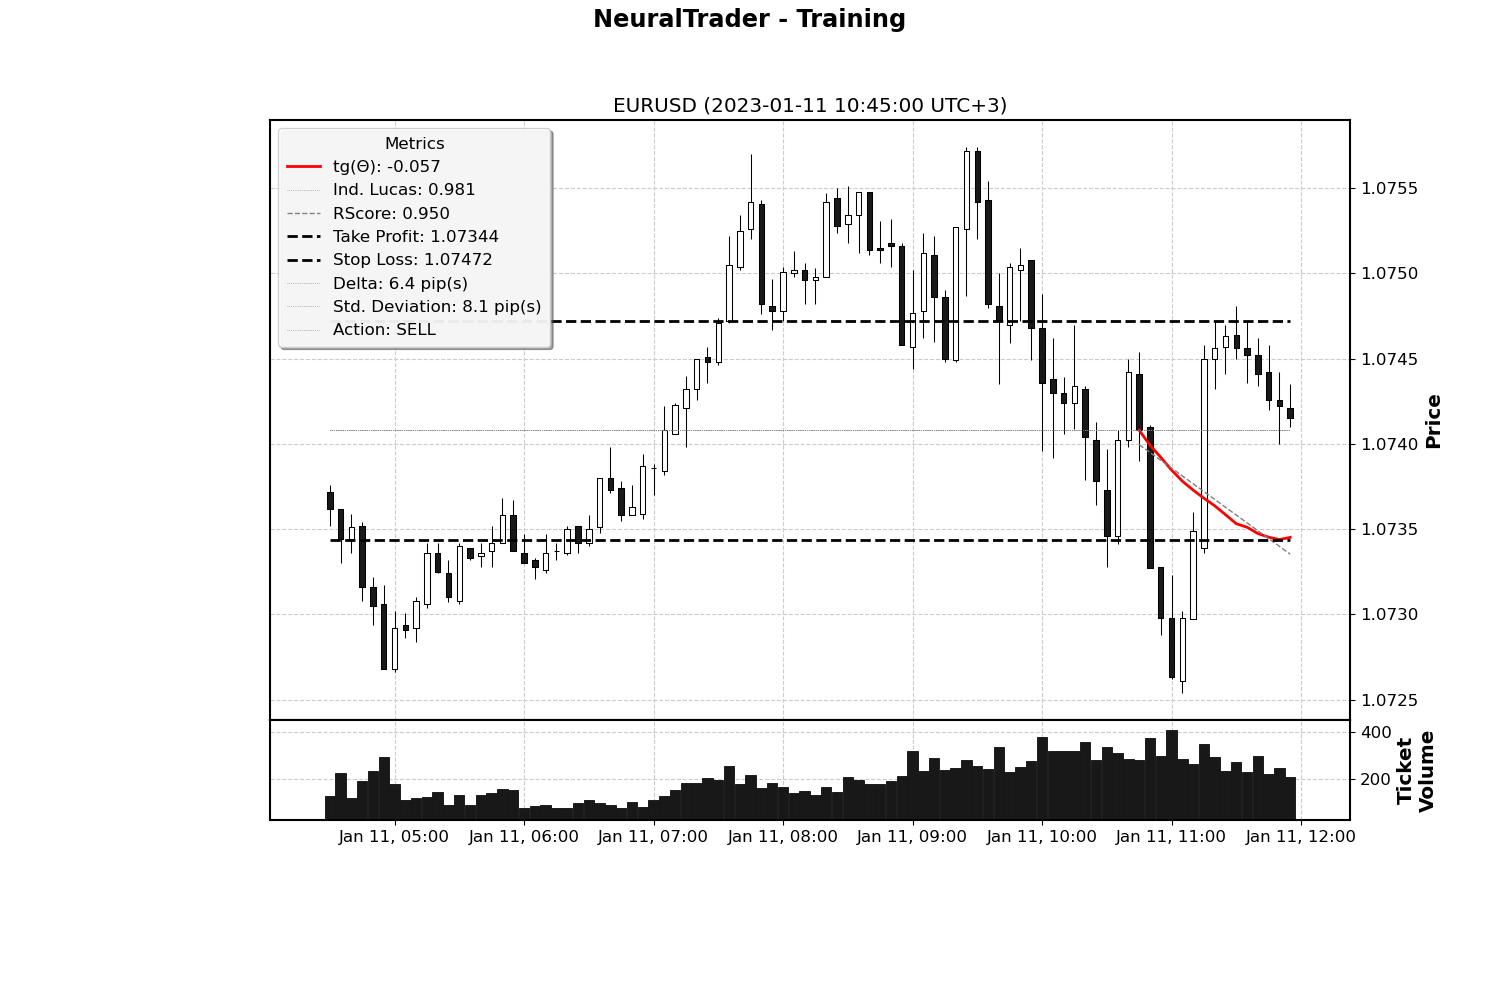 NeuralTrader - Training
EURUSD (2023-01-11 10:45:00 UTC+3)
Metrics
tg(Θ): -0.057
Ind. Lucas: 0.981
RScore: 0.950
Take Profit: 1.07344
Stop Loss: 1.07472
Delta: 6.4 pip(s)
Std. Deviation: 8.1 pip(s)
Action: SELL
1.0755
1.0750
1.0745
1.0740
1.0735
1.0730
1.0725
Price
400
200
Ticket
Volume
Jan 11, 05:00
Jan 11, 06:00
Jan 11, 07:00
Jan 11, 08:00
Jan 11, 09:00
Jan 11, 10:00
Jan 11, 11:00
Jan 11, 12:00